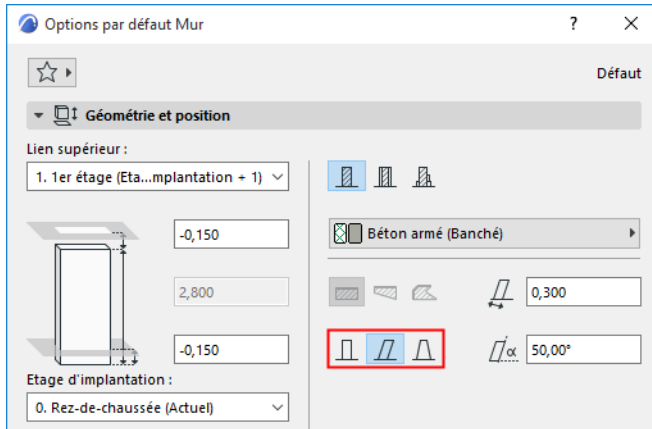 Options par défaut Mur
?
Défaut
Géométrie et position
Lien supérieur :
1. 1er étage (Eta...mplantation + 1)
-0,150
Béton armé (Banché)
2,800
0,300
-0,150
α
50,00°
Etage d'implantation :
0. Rez-de-chaussée (Actuel)